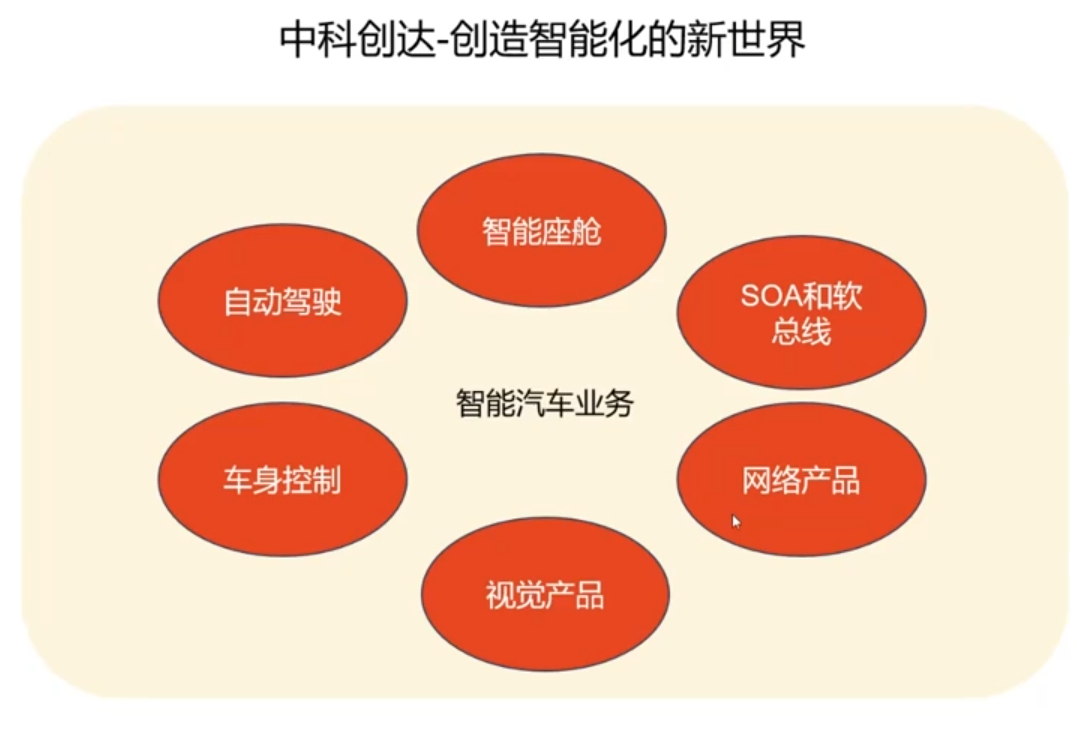 中科创达-创造智能化的新世界
智能座舱
自动驾驶
SOA和软
总线
智能汽车业务
车身控制
网络产品
视觉产品